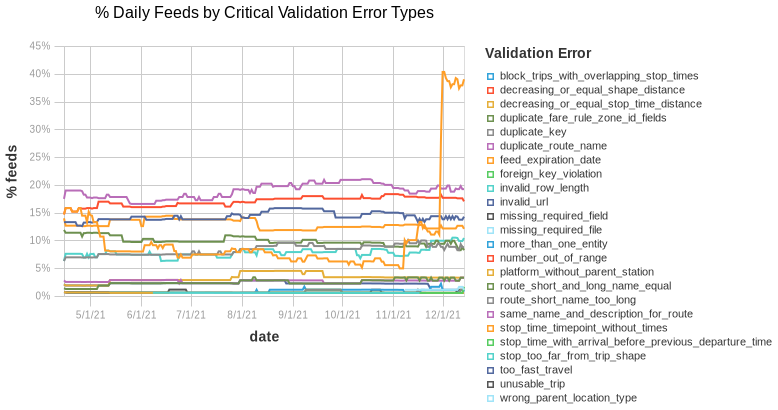 % Daily Feeds by Critical Validation Error Types
45%
40%
35%
30%
25%
20%
15%
10%
5%
0%
% feeds
5/1/21
6/1/21
7/1/21
8/1/21
9/1/21
10/1/21
11/1/21
12/1/21
date
Validation Error
block_trips_with_overlapping_stop_times
decreasing_or_equal_shape_distance
decreasing_or_equal_stop_time_distance
duplicate_fare_rule_zone_id_fields
duplicate_key
duplicate_route_name
feed_expiration_date
foreign_key_violation
invalid_row_length
invalid_url
missing_required_field
missing_required_file
more_than_one_entity
number_out_of_range
platform_without_parent_station
route_short_and_long_name_equal
route_short_name_too_long
same_name_and_description_for_route
stop_time_timepoint_without_times
stop_time_with_arrival_before_previous_departure_time
stop_too_far_from_trip_shape
too_fast_travel
unusable_trip
wrong_parent_location_type